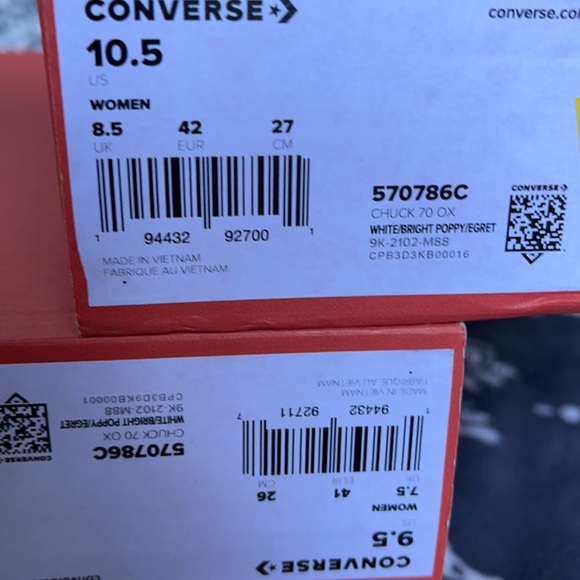 CONVERSE
converse.com
10.5
US
WOMEN
8.5 42 27
UK EUR CM
1 94432 92700 1
MADE IN VIETNAM
FABRIQUE AU VIETNAM
CONVERSE
570786C
CHUCK 70 OX
WHITE/BRIGHT POPPY/EGRET
9K-2102-M88
CPB3D3KB00016
CONVERSE
9.5
US
WOMEN
7.5 41 26
UK EUR CM
1 94432 92711 7
MADE IN VIETNAM
FABRIQUE AU VIETNAM
570786C
CHUCK 70 OX
WHITE/BRIGHT POPPY/EGRET
9K-2102-M88
CPB3D9KB00001
CONVERSE